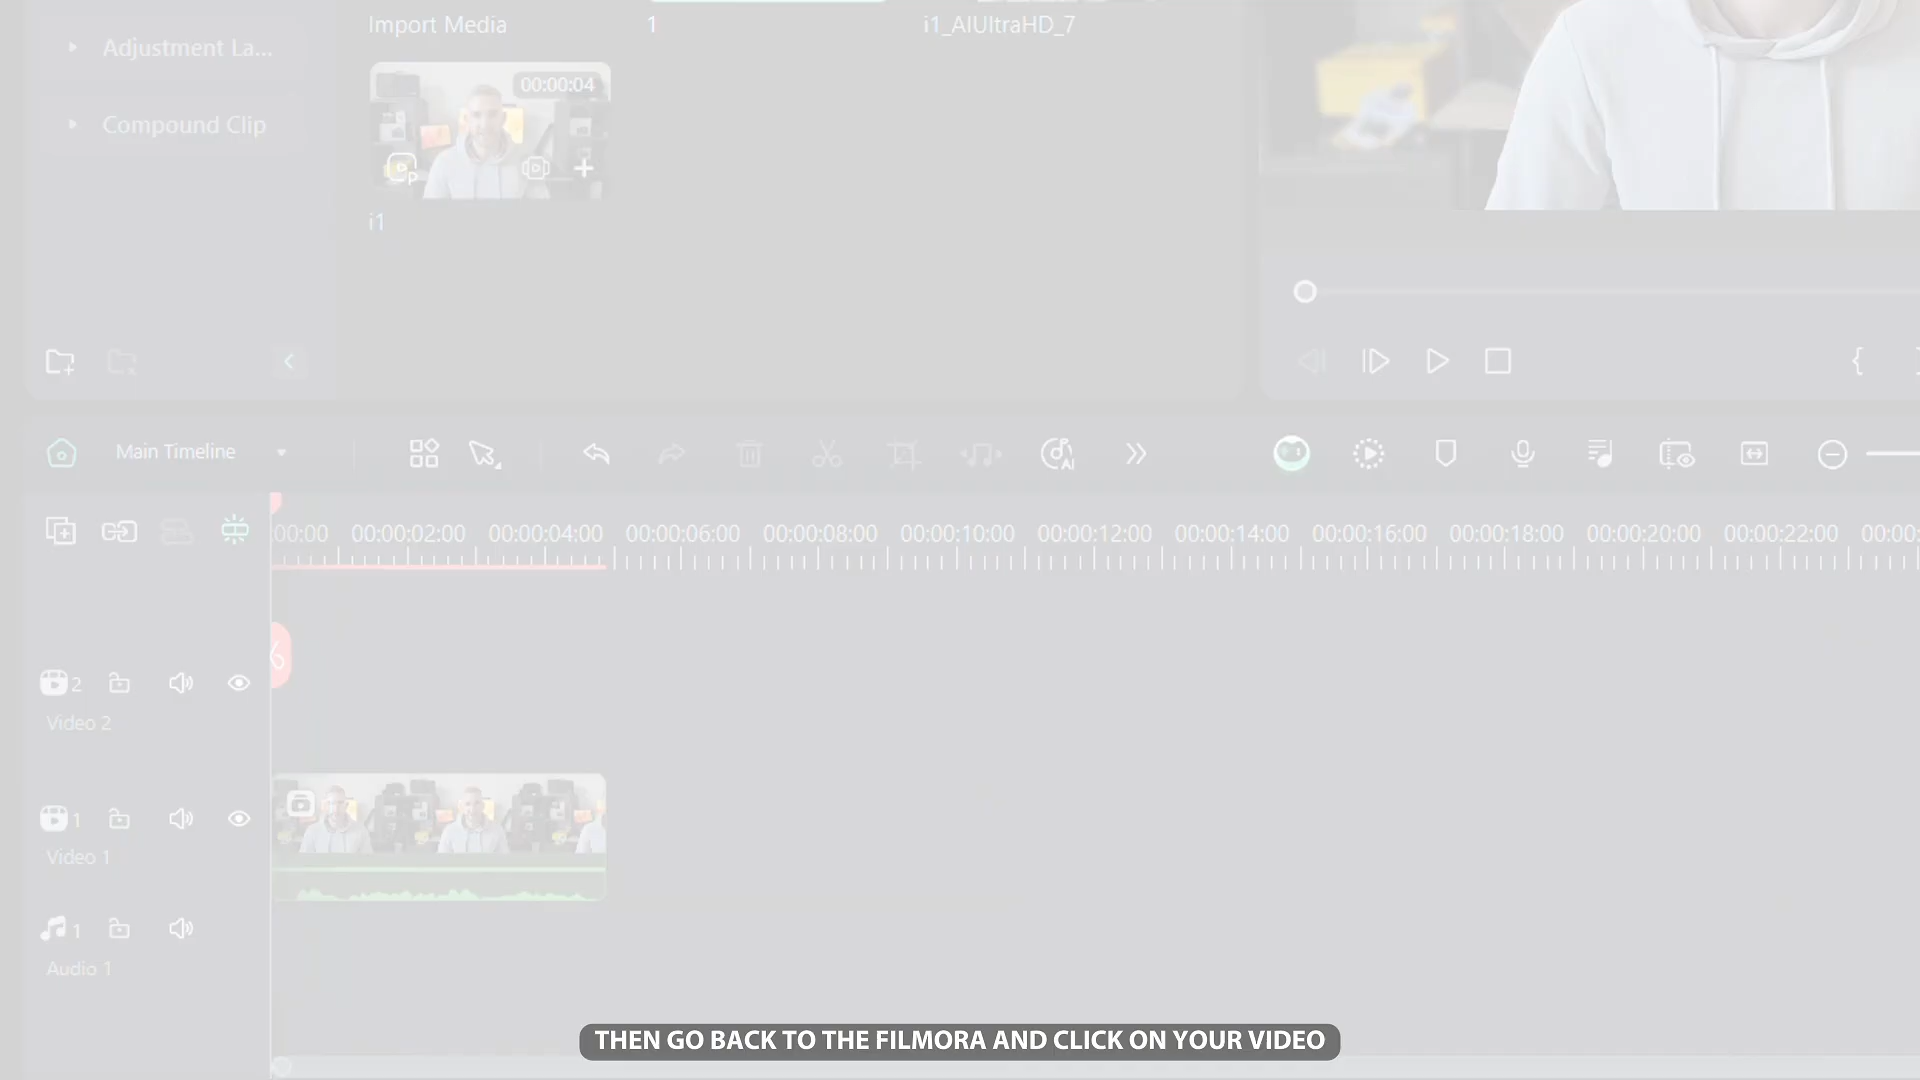 Import Media
1
i1_AIUltraHD_7
Adjustment La...
00:00:04
Compound Clip
i1
Main Timeline
:00:00 00:00:02:00 00:00:04:00 00:00:06:00 00:00:08:00 00:00:10:00 00:00:12:00 00:00:14:00 00:00:16:00 00:00:18:00 00:00:20:00 00:00:22:00 00:00:
2
Video 2
1
Video 1
1
Audio 1
THEN GO BACK TO THE FILMORA AND CLICK ON YOUR VIDEO